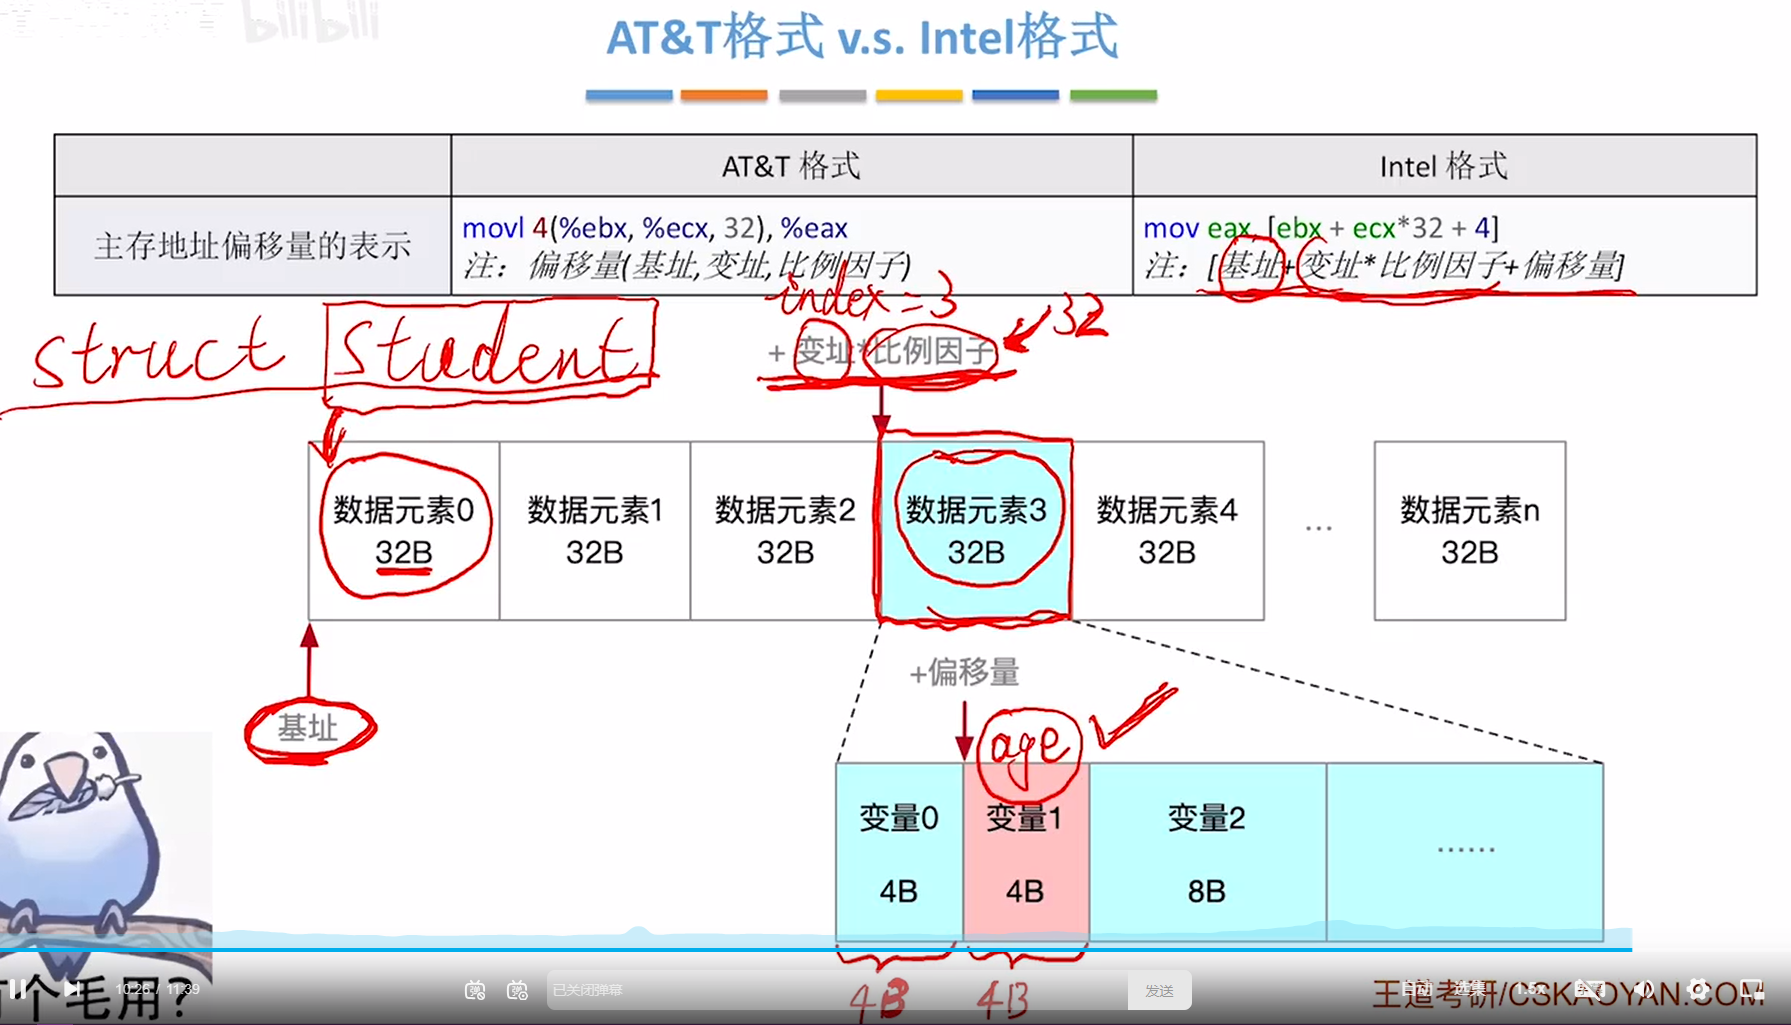 bilibili
AT&T格式 v.s. Intel格式
AT&T 格式
Intel 格式
主存地址偏移量的表示
movl 4(%ebx, %ecx, 32), %eax
注：偏移量(基址,变址,比例因子)
mov eax, [ebx + ecx*32 + 4]
注：[基址+变址*比例因子+偏移量]
index=3
struct Student
+ 变址*比例因子
32
数据元素0
32B
数据元素1
32B
数据元素2
32B
数据元素3
32B
数据元素4
32B
...
数据元素n
32B
+偏移量
基址
age
变量0
4B
变量1
4B
变量2
8B
......
4B
4B
个毛用?
10:26 / 11:39
已关闭弹幕
发送
自动
选集
1.5x
王道考研/CSKAOYAN.COM